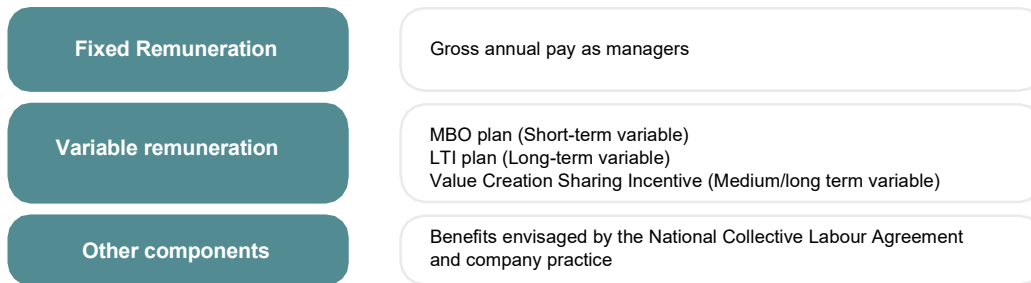 Fixed Remuneration
Gross annual pay as managers
Variable remuneration
MBO plan (Short-term variable)
LTI plan (Long-term variable)
Value Creation Sharing Incentive (Medium/long term variable)
Other components
Benefits envisaged by the National Collective Labour Agreement
and company practice